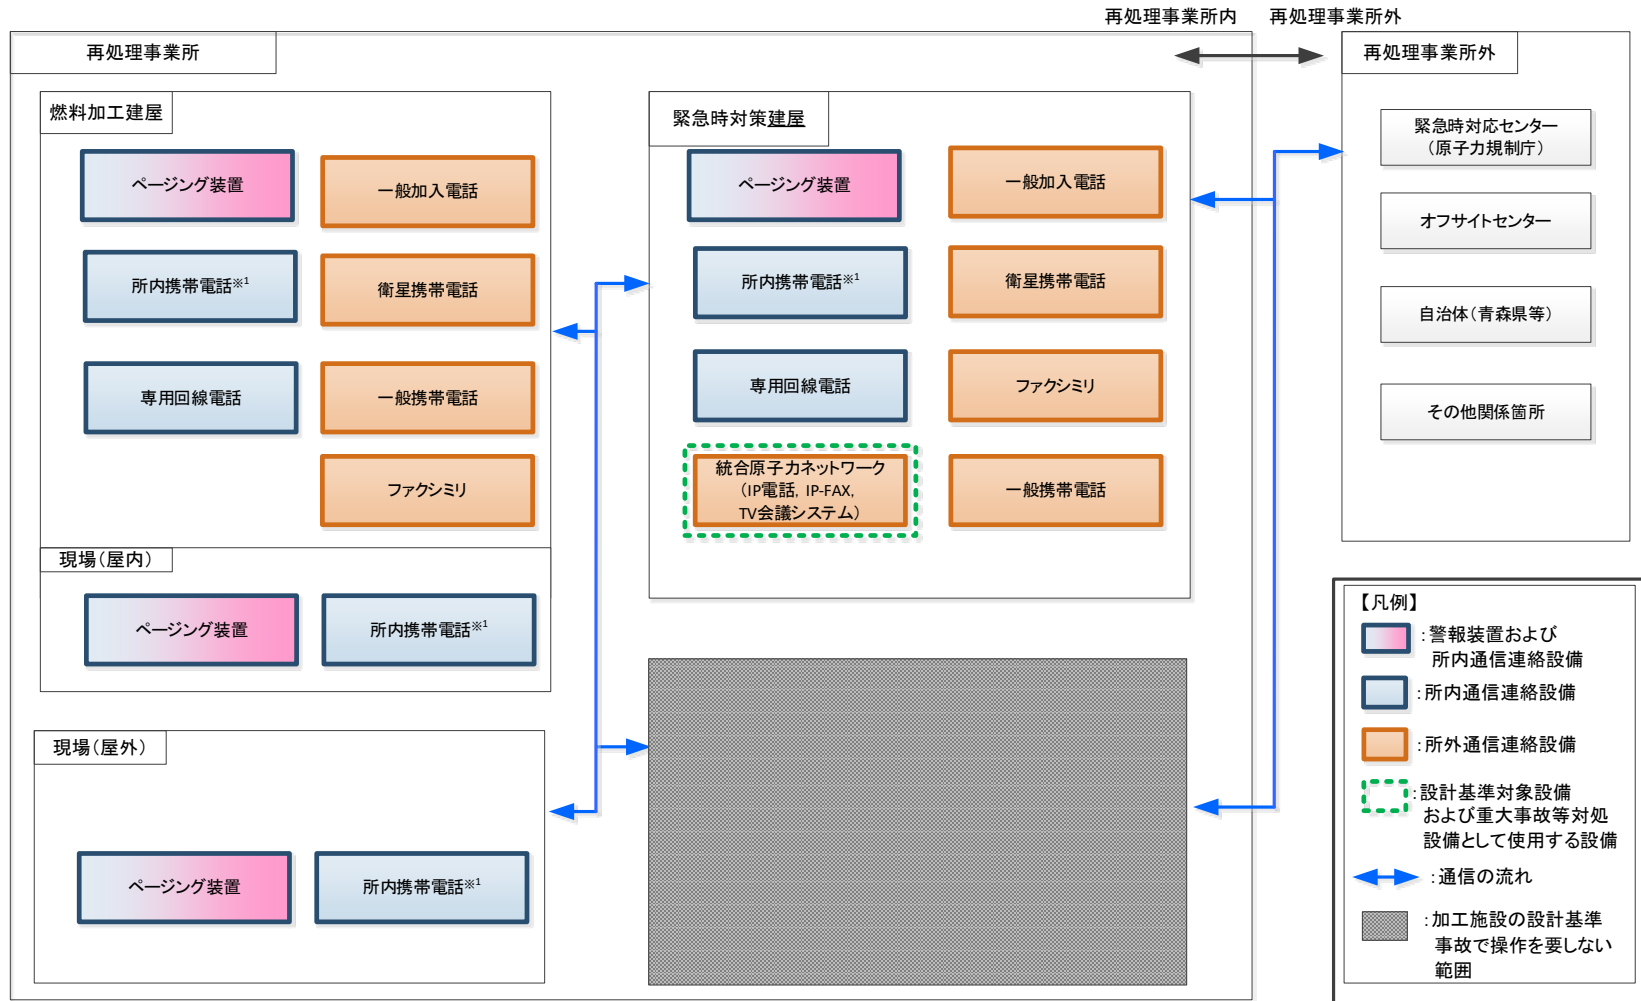 再処理事業所内
再処理事業所外
再処理事業所
燃料加工建屋
ページング装置
一般加入電話
所内携帯電話※1
衛星携帯電話
専用回線電話
一般携帯電話
ファクシミリ
現場(屋内)
ページング装置
所内携帯電話※1
現場(屋外)
ページング装置
所内携帯電話※1
緊急時対策建屋
ページング装置
一般加入電話
所内携帯電話※1
衛星携帯電話
専用回線電話
ファクシミリ
統合原子力ネットワーク
(IP電話, IP-FAX,
TV会議システム)
一般携帯電話
再処理事業所外
緊急時対応センター
(原子力規制庁)
オフサイトセンター
自治体(青森県等)
その他関係箇所
【凡例】
:警報装置および
所内通信連絡設備
:所内通信連絡設備
:所外通信連絡設備
:設計基準対象設備
および重大事故等対処
設備として使用する設備
:通信の流れ
:加工施設の設計基準
事故で操作を要しない
範囲